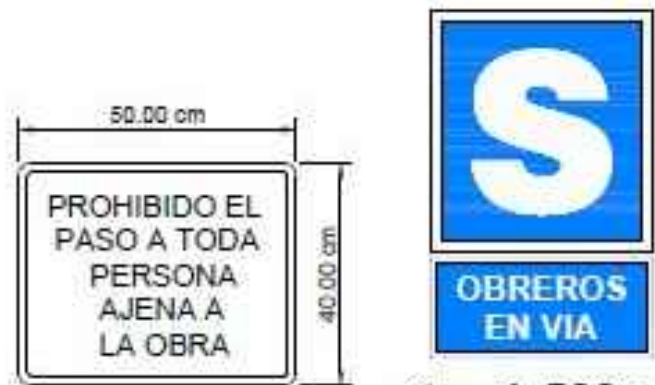 50.00 cm
PROHIBIDO EL
PASO A TODA
PERSONA
AJENA A
LA OBRA
40.00 cm
S
OBREROS
EN VIA